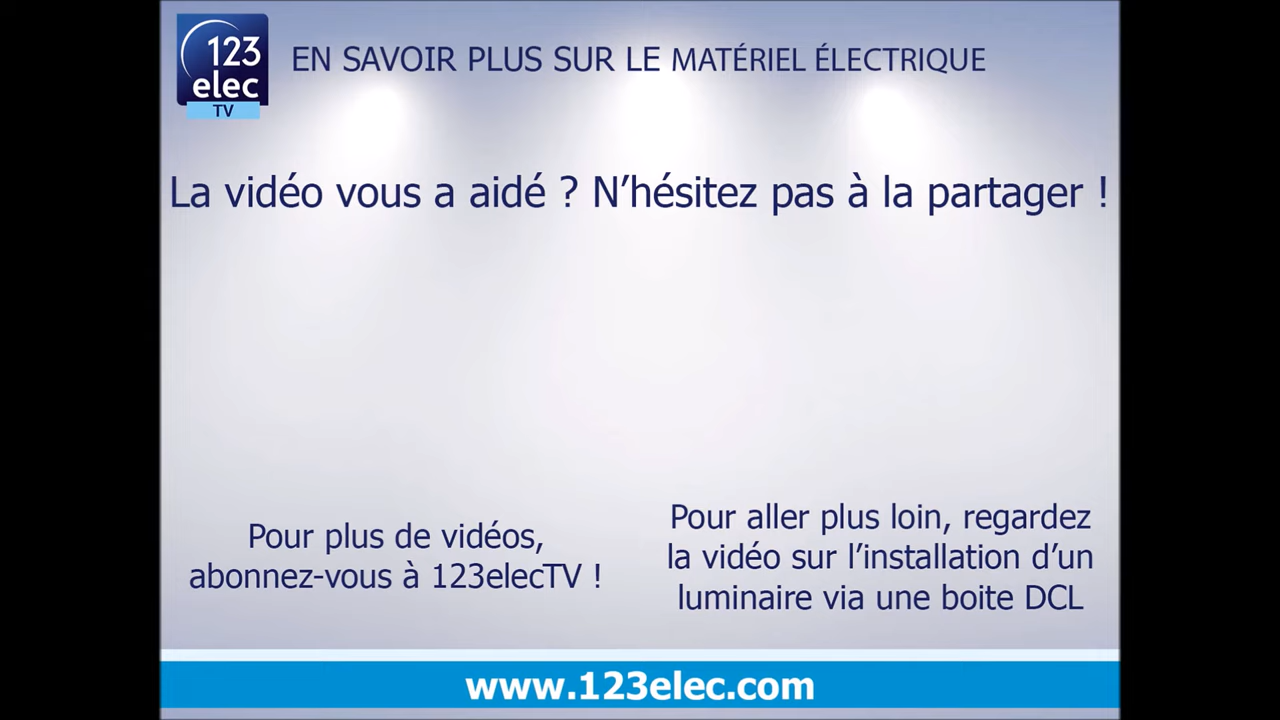 123
elec
TV
EN SAVOIR PLUS SUR LE MATÉRIEL ÉLECTRIQUE
La vidéo vous a aidé ? N’hésitez pas à la partager !
Pour plus de vidéos,
abonnez-vous à 123elecTV !
Pour aller plus loin, regardez
la vidéo sur l’installation d’un
luminaire via une boite DCL
www.123elec.com